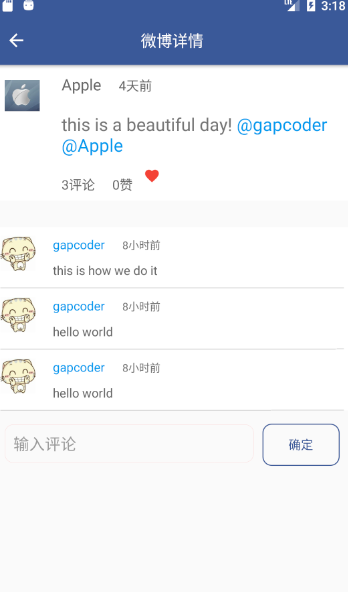 LTE 3:18
微博详情
Apple 4天前
this is a beautiful day! @gapcoder
@Apple
3评论 0赞
gapcoder 8小时前
this is how we do it
gapcoder 8小时前
hello world
gapcoder 8小时前
hello world
输入评论 确定